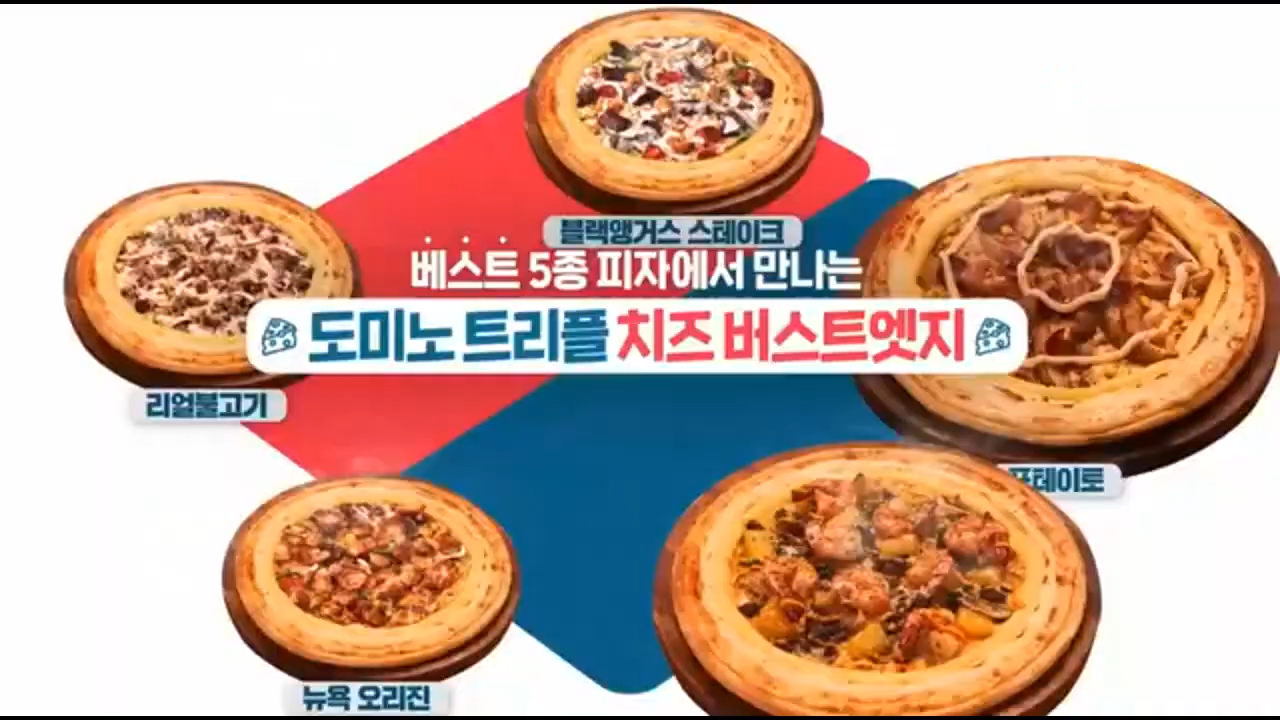 블랙앵거스 스테이크
베스트 5종 피자에서 만나는
도미노 트리플 치즈 버스트엣지
리얼불고기
포테이토
뉴욕 오리진